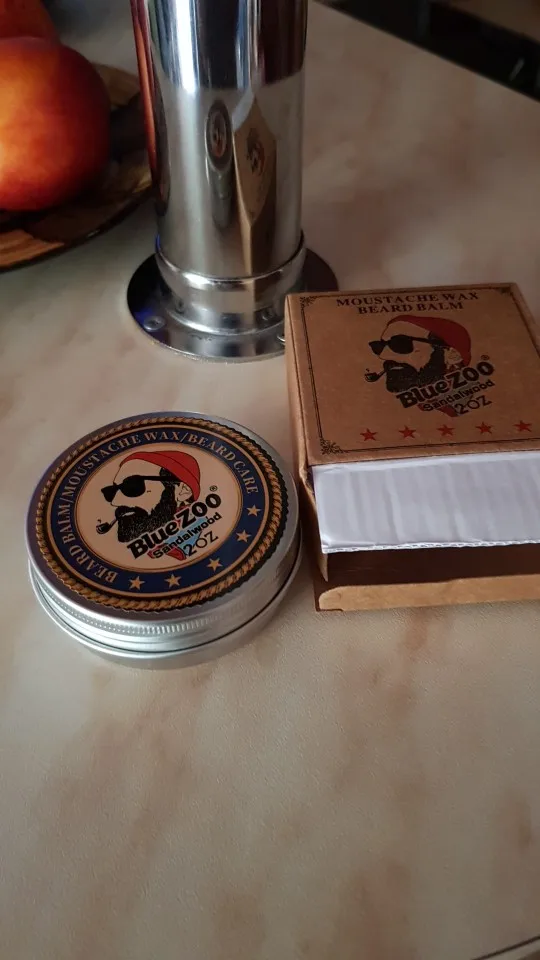 MOUSTACHE WAX
BEARD BALM
BlueZOO®
Sandalwood
2OZ
BEARD BALM/MOUSTACHE WAX/BEARD CARE
BlueZOO®
Sandalwood
2OZ